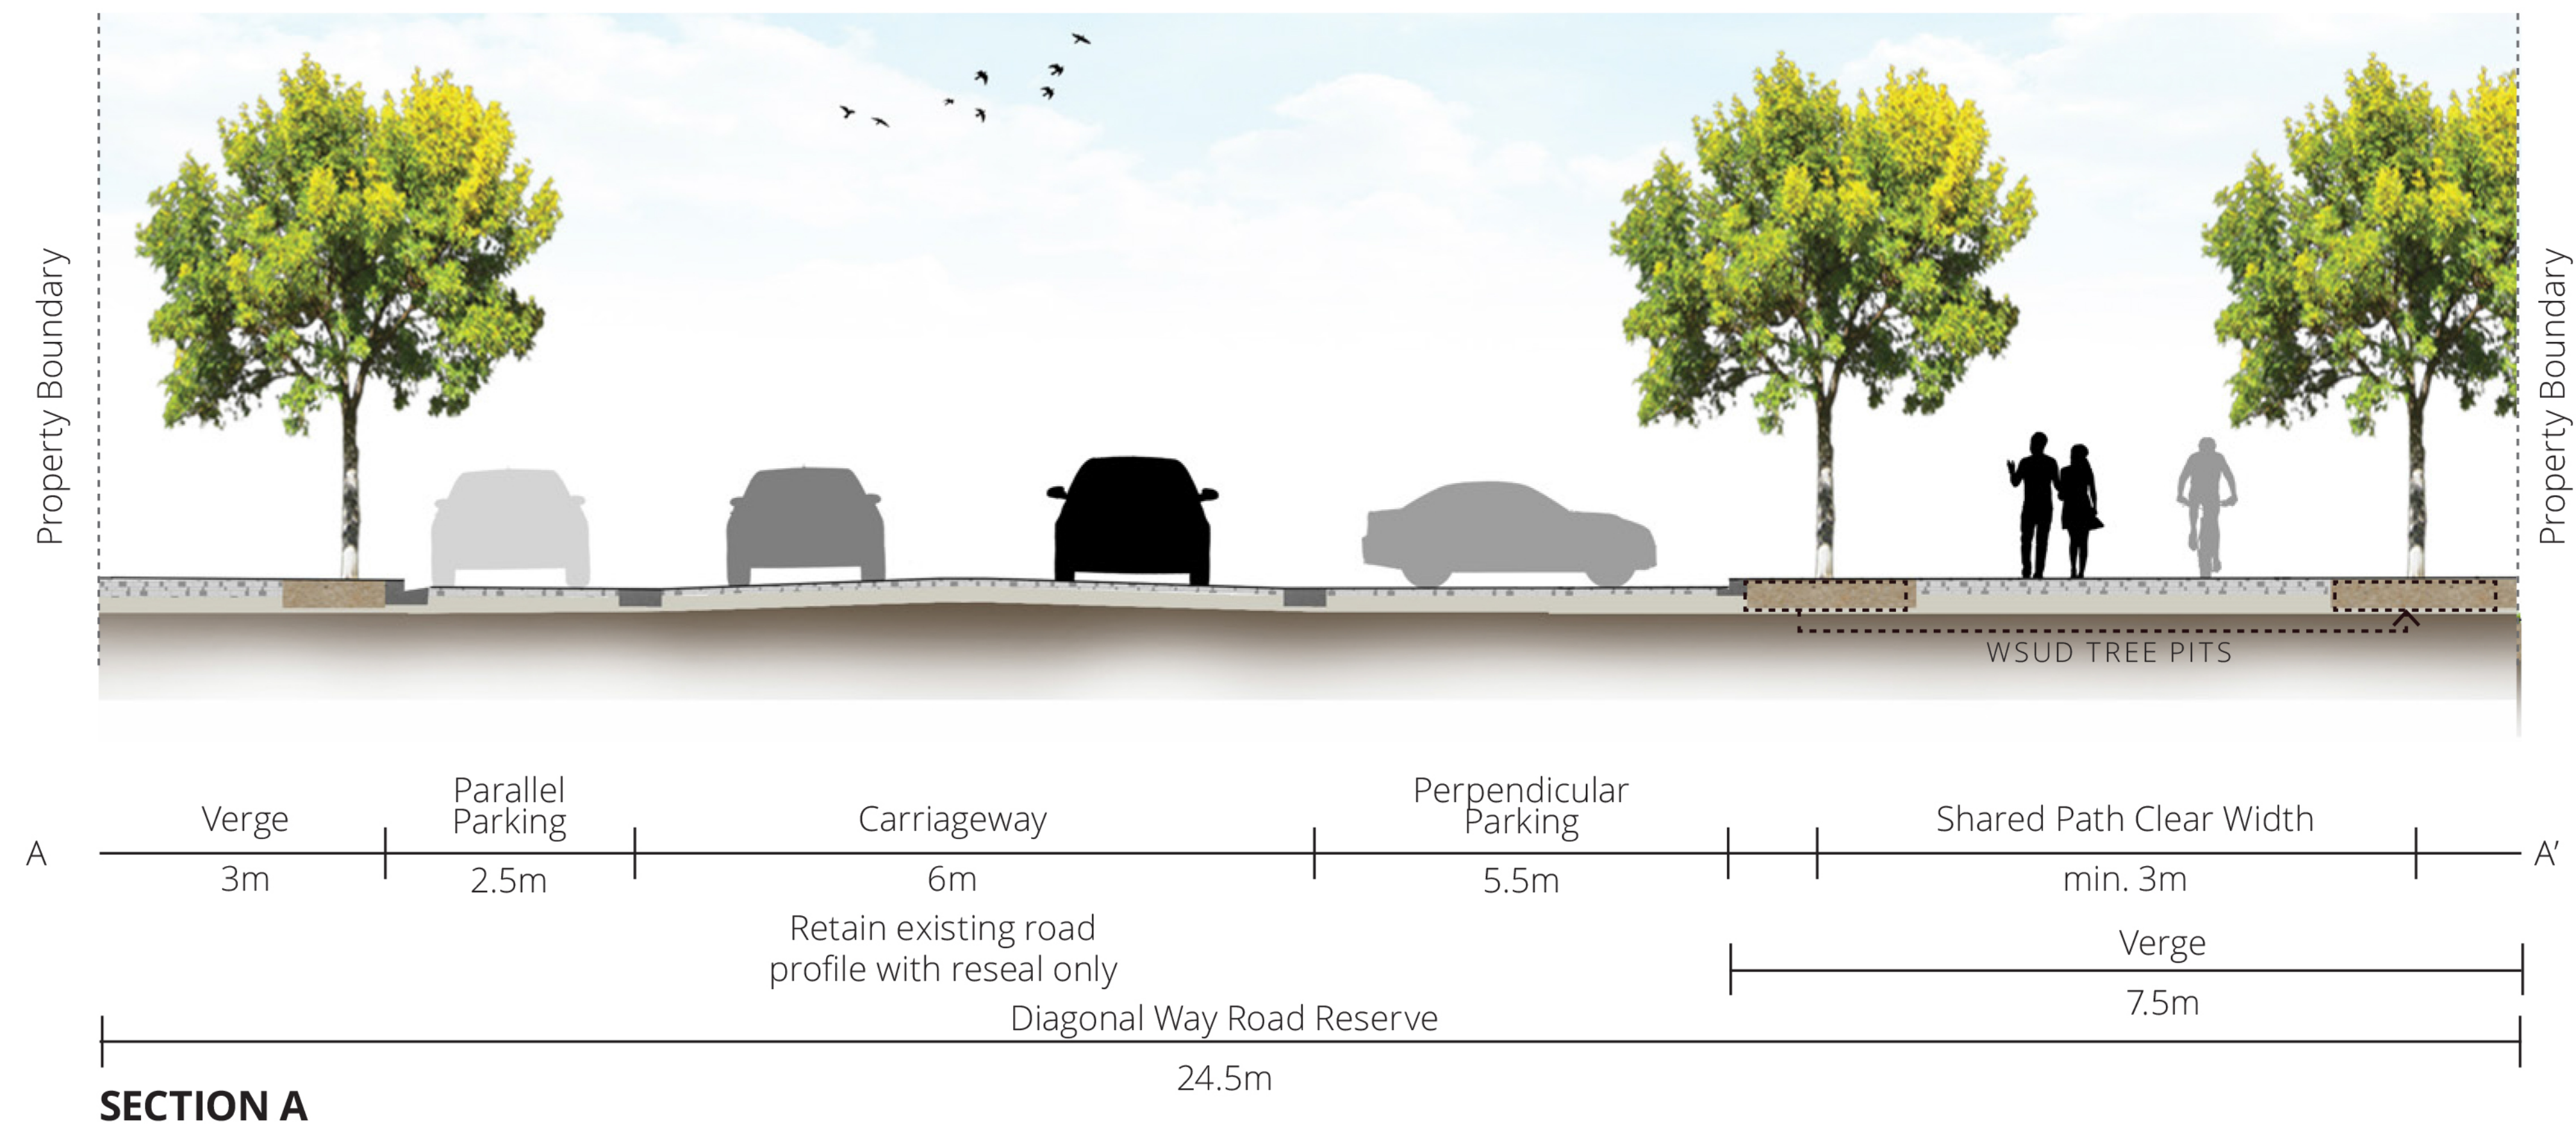 Property Boundary
Property Boundary
WSUD TREE PITS
A
Verge
3m
Parallel
Parking
2.5m
Carriageway
6m
Retain existing road
profile with reseal only
Perpendicular
Parking
5.5m
Shared Path Clear Width
min. 3m
A'
Verge
7.5m
Diagonal Way Road Reserve
24.5m
SECTION A